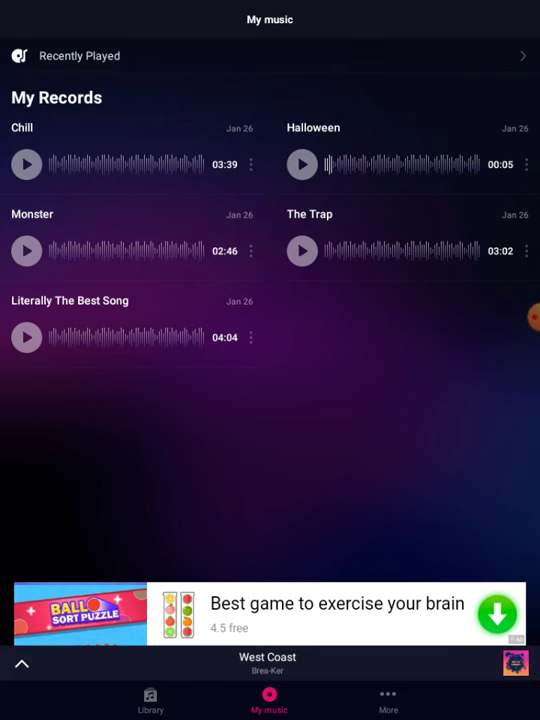 My music
Recently Played
My Records
Chill
Jan 26
03:39
Halloween
Jan 26
00:05
Monster
Jan 26
02:46
The Trap
Jan 26
03:02
Literally The Best Song
Jan 26
04:04
BALL
SORT PUZZLE
Best game to exercise your brain
4.5 free
West Coast
Brea-Ker
Library
My music
More